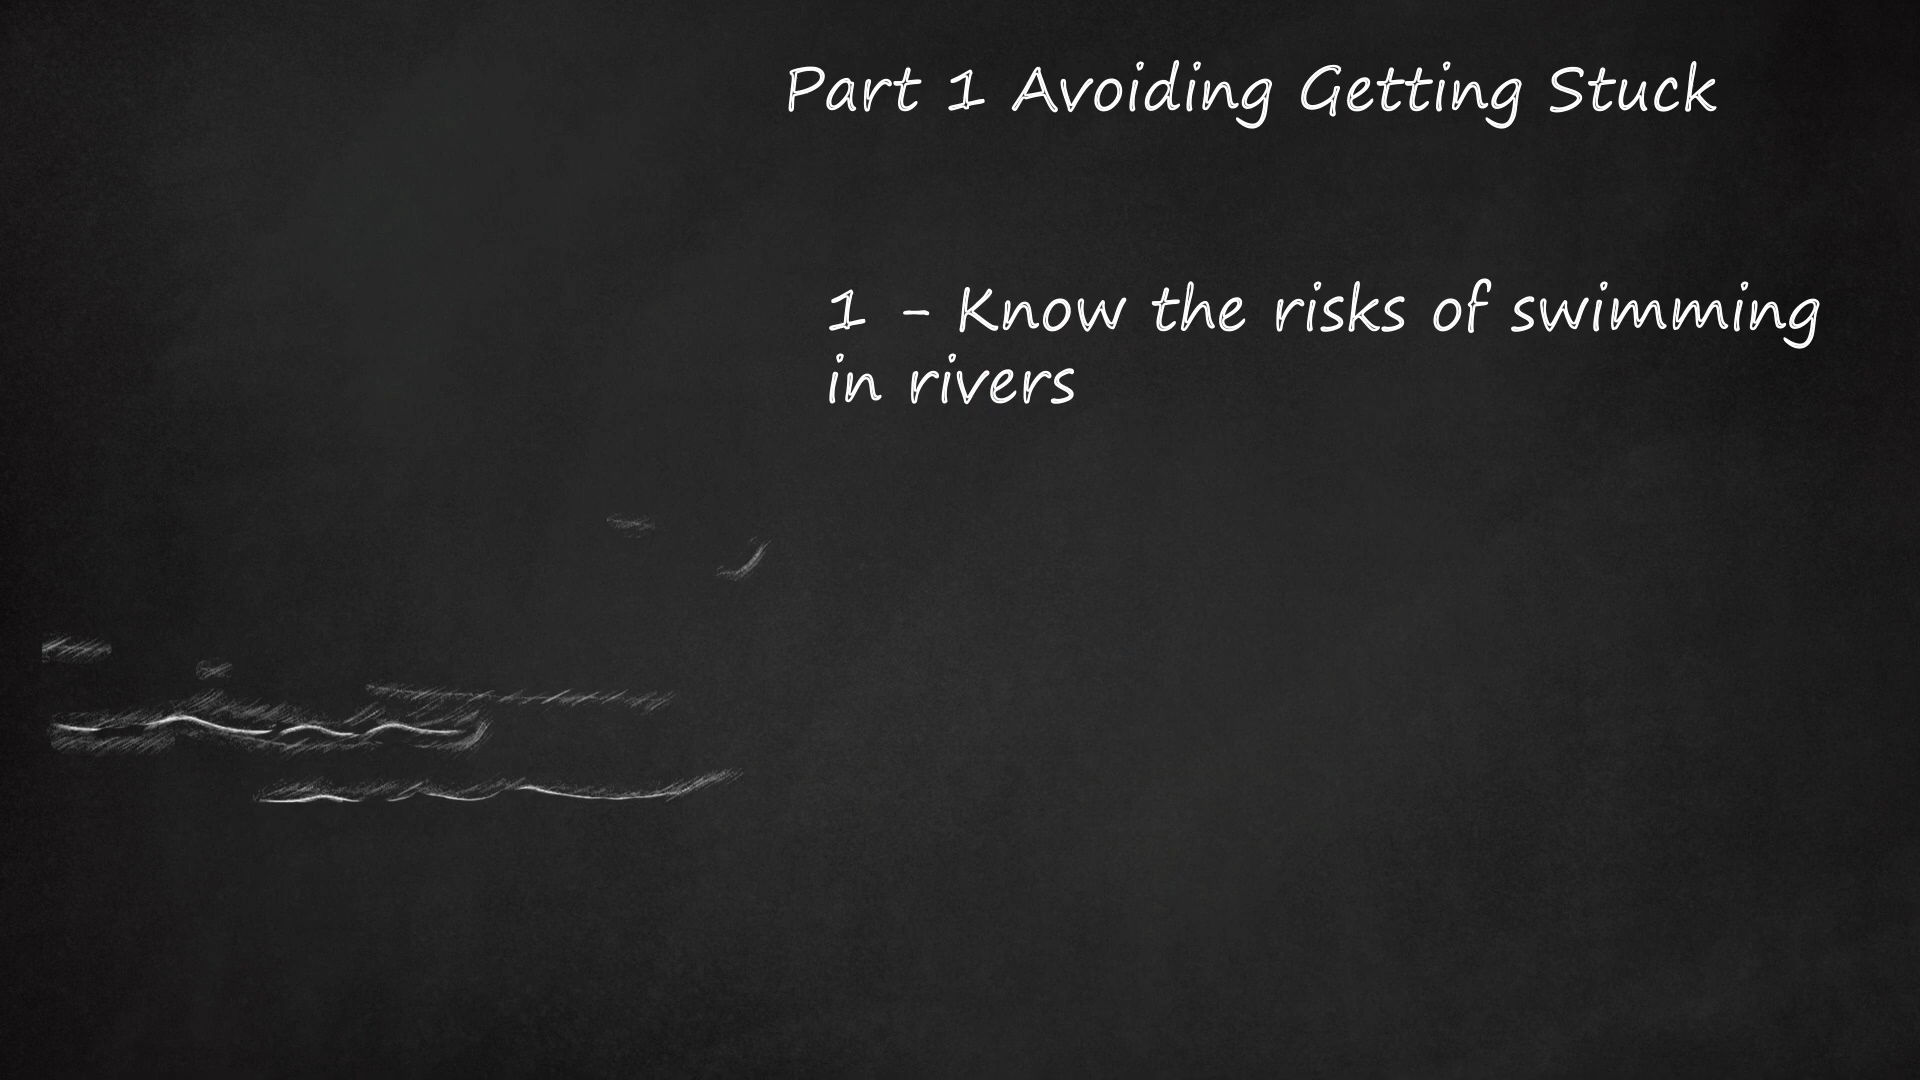 Part 1 Avoiding Getting Stuck
1 - Know the risks of swimming
in rivers